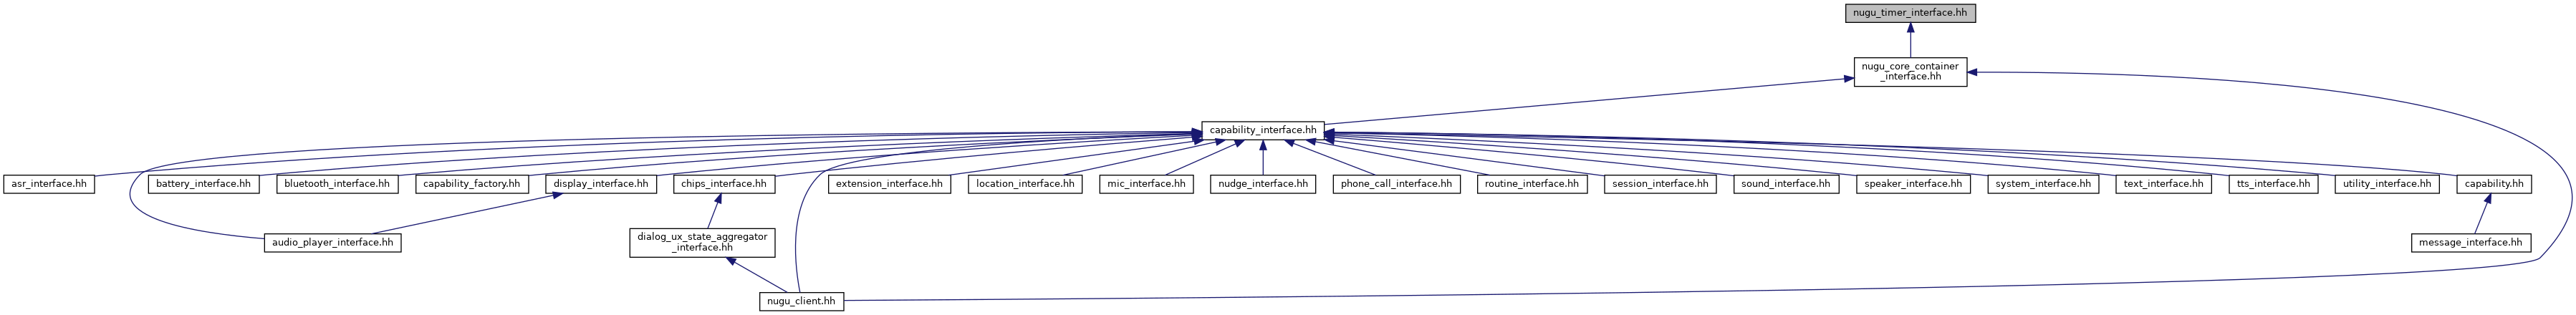 nugu_timer_interface.hh
nugu_core_container
_interface.hh
capability_interface.hh
asr_interface.hh
battery_interface.hh
bluetooth_interface.hh
capability_factory.hh
display_interface.hh
chips_interface.hh
extension_interface.hh
location_interface.hh
mic_interface.hh
nudge_interface.hh
phone_call_interface.hh
routine_interface.hh
session_interface.hh
sound_interface.hh
speaker_interface.hh
system_interface.hh
text_interface.hh
tts_interface.hh
utility_interface.hh
capability.hh
audio_player_interface.hh
dialog_ux_state_aggregator
_interface.hh
message_interface.hh
nugu_client.hh